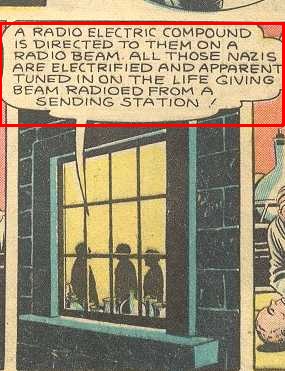 A RADIO ELECTRIC COMPOUND
IS DIRECTED TO THEM ON A
RADIO BEAM. ALL THOSE NAZIS
ARE ELECTRIFIED AND APPARENT
TUNED IN ON THE LIFE GIVING
BEAM RADIOED FROM A
SENDING STATION!